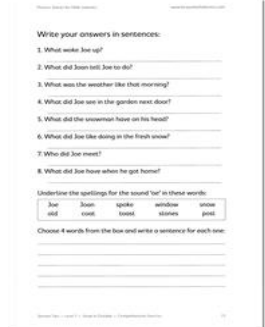 Write your answers in sentences:
1. What woke Joe up?
2. What did Joan tell Joe to do?
3. What was the weather like that morning?
4. What did Joe see in the garden next door?
5. What did the snowman have on his head?
6. What did Joe like doing in the fresh snow?
7. Who did Joe meet?
8. What did Joe have when he got home?
Underline the spellings for the sound 'oe' in these words:
Joe Joan spoke window snow
old coat toast stones post
Choose 4 words from the box and write a sentence for each one: